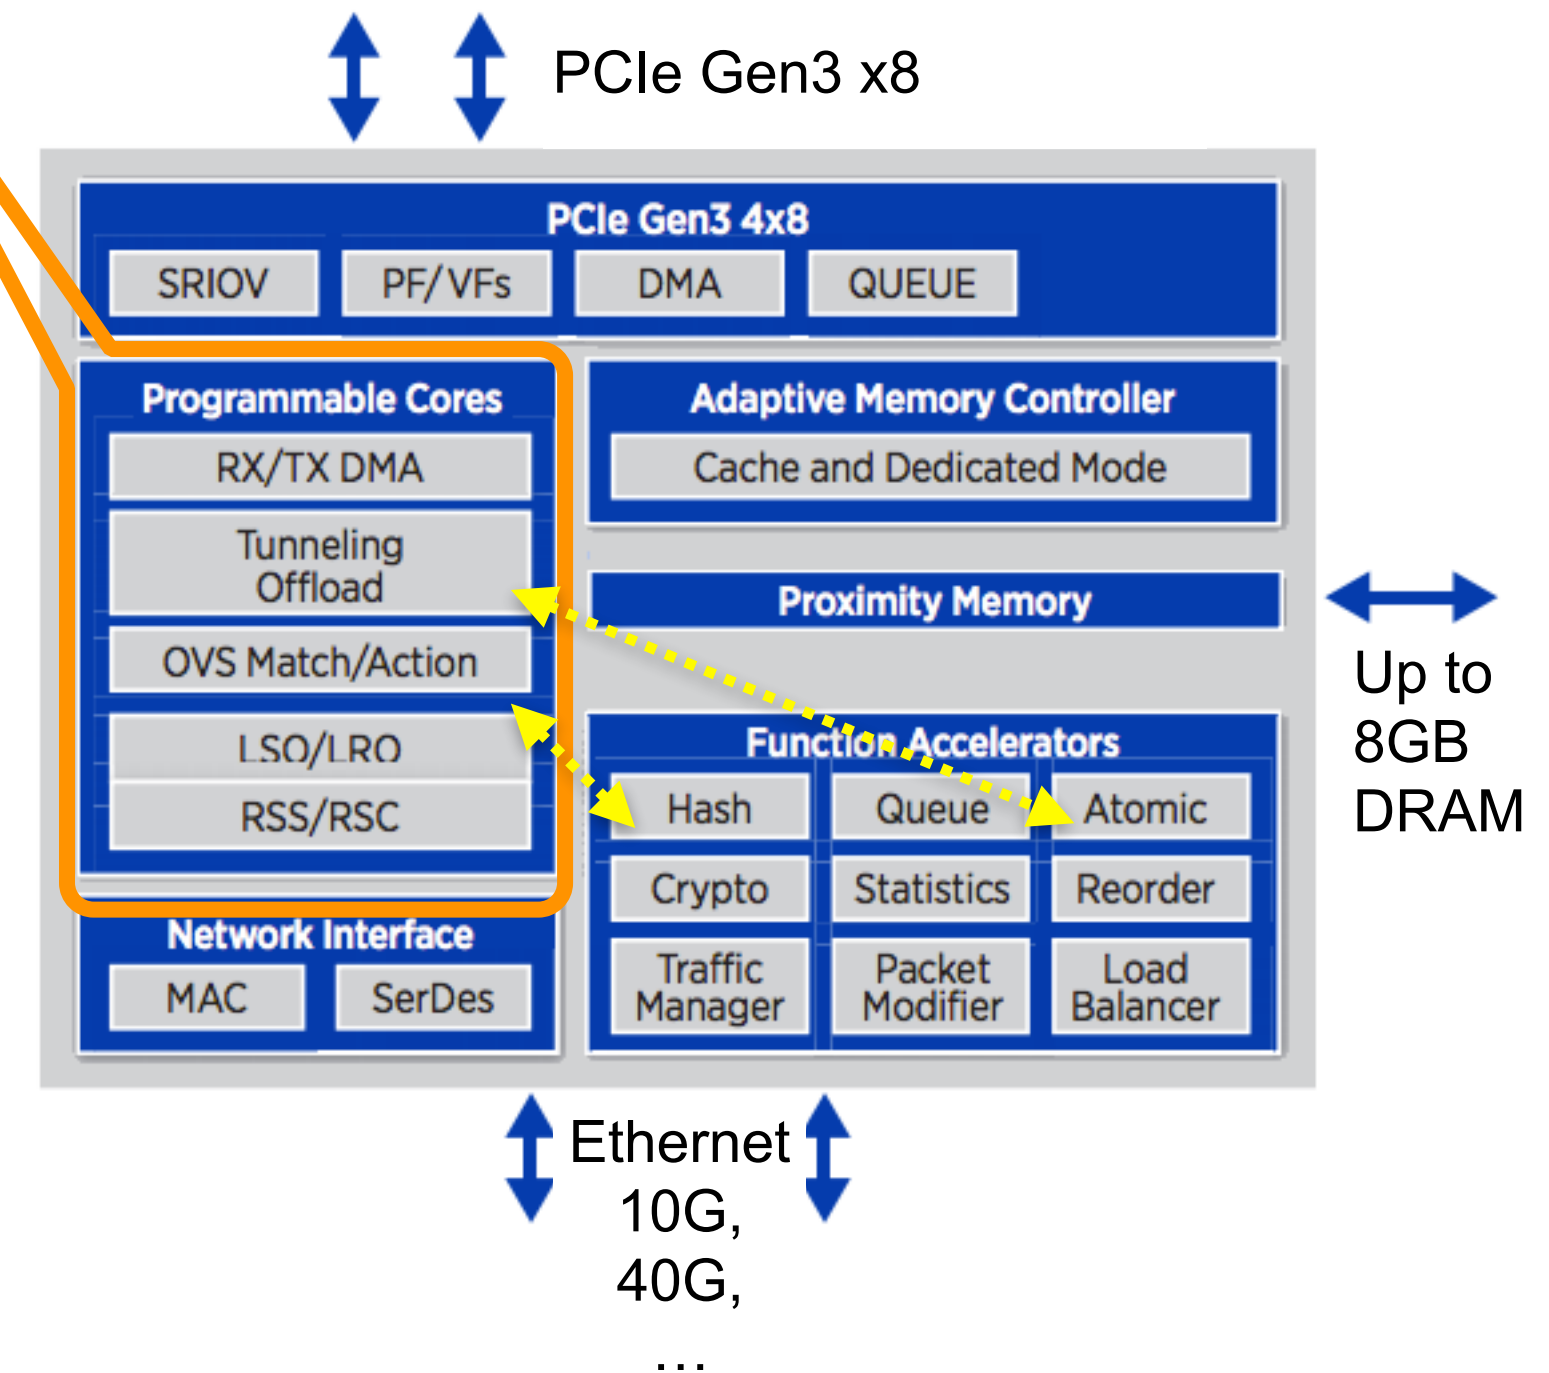 PCIe Gen3 x8
PCIe Gen3 4x8
SRIOV
PF/VFs
DMA
QUEUE
Programmable Cores
RX/TX DMA
Tunneling
Offload
OVS Match/Action
LSO/LRO
RSS/RSC
Adaptive Memory Controller
Cache and Dedicated Mode
Proximity Memory
Up to
8GB
DRAM
Function Accelerators
Hash
Queue
Atomic
Crypto
Statistics
Reorder
Traffic
Manager
Packet
Modifier
Load
Balancer
Network Interface
MAC
SerDes
Ethernet
10G,
40G,
...